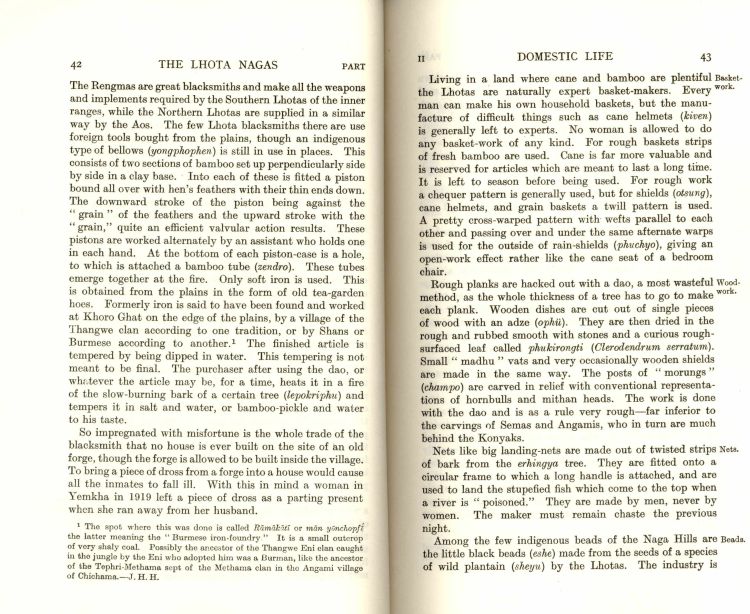 42 THE LHOTA NAGAS PART
The Rengmas are great blacksmiths and make all the weapons
and implements required by the Southern Lhotas of the inner
ranges, while the Northern Lhotas are supplied in a similar
way by the Aos. The few Lhota blacksmiths there are use
foreign tools bought from the plains, though an indigenous
type of bellows (yongphophen) is still in use in places. This
consists of two sections of bamboo set up perpendicularly side
by side in a clay base. Into each of these is fitted a piston
bound all over with hen's feathers with their thin ends down.
The downward stroke of the piston being against the
"grain" of the feathers and the upward stroke with the
"grain," quite an efficient valvular action results. These
pistons are worked alternately by an assistant who holds one
in each hand. At the bottom of each piston-case is a hole,
to which is attached a bamboo tube (zendro). These tubes
emerge together at the fire. Only soft iron is used. This
is obtained from the plains in the form of old tea-garden
hoes. Formerly iron is said to have been found and worked
at Khoro Ghat on the edge of the plains, by a village of the
Thangwe clan according to one tradition, or by Shans or
Burmese according to another.¹ The finished article is
tempered by being dipped in water. This tempering is not
meant to be final. The purchaser after using the dao, or
whatever the article may be, for a time, heats it in a fire
of the slow-burning bark of a certain tree (lepokriphu) and
tempers it in salt and water, or bamboo-pickle and water
to his taste.
So impregnated with misfortune is the whole trade of the
blacksmith that no house is ever built on the site of an old
forge, though the forge is allowed to be built inside the village.
To bring a piece of dross from a forge into a house would cause
all the inmates to fall ill. With this in mind a woman in
Yemkha in 1919 left a piece of dross as a parting present
when she ran away from her husband.
¹ The spot where this was done is called Rāmākōtī or mān yōnchopfī
the latter meaning the "Burmese iron-foundry." It is a small outcrop
of very shaly coal. Possibly the ancestor of the Thangwe Eni clan caught
in the jungle by the Eni who adopted him was a Burman, like the ancestor
of the Tephri-Methama sept of the Methama clan in the Angami village
of Chichama.—J. H. H.
II DOMESTIC LIFE 43
Living in a land where cane and bamboo are plentiful Basket-
the Lhotas are naturally expert basket-makers. Every work.
man can make his own household baskets, but the manu-
facture of difficult things such as cane helmets (kiven)
is generally left to experts. No woman is allowed to do
any basket-work of any kind. For rough baskets strips
of fresh bamboo are used. Cane is far more valuable and
is reserved for articles which are meant to last a long time.
It is left to season before being used. For rough work
a chequer pattern is generally used, but for shields (otsung),
cane helmets, and grain baskets a twill pattern is used.
A pretty cross-warped pattern with wefts parallel to each
other and passing over and under the same alternate warps
is used for the outside of rain-shields (phuchyo), giving an
open-work effect rather like the cane seat of a bedroom
chair.
Rough planks are hacked out with a dao, a most wasteful Wood-
method, as the whole thickness of a tree has to go to make work.
each plank. Wooden dishes are cut out of single pieces
of wood with an adze (ophü). They are then dried in the
rough and rubbed smooth with stones and a curious rough-
surfaced leaf called phukirongti (Clerodendrum serratum).
Small "madhu" vats and very occasionally wooden shields
are made in the same way. The posts of "morungs"
(champo) are carved in relief with conventional representa-
tions of hornbulls and mithan heads. The work is done
with the dao and is as a rule very rough—far inferior to
the carvings of Semas and Angamis, who in turn are much
behind the Konyaks.
Nets like big landing-nets are made out of twisted strips Nets.
of bark from the erhingya tree. They are fitted onto a
circular frame to which a long handle is attached, and are
used to land the stupefied fish which come to the top when
a river is "poisoned." They are made by men, never by
women. The maker must remain chaste the previous
night.
Among the few indigenous beads of the Naga Hills are Beads.
the little black beads (eshe) made from the seeds of a species
of wild plantain (sheyu) by the Lhotas. The industry is